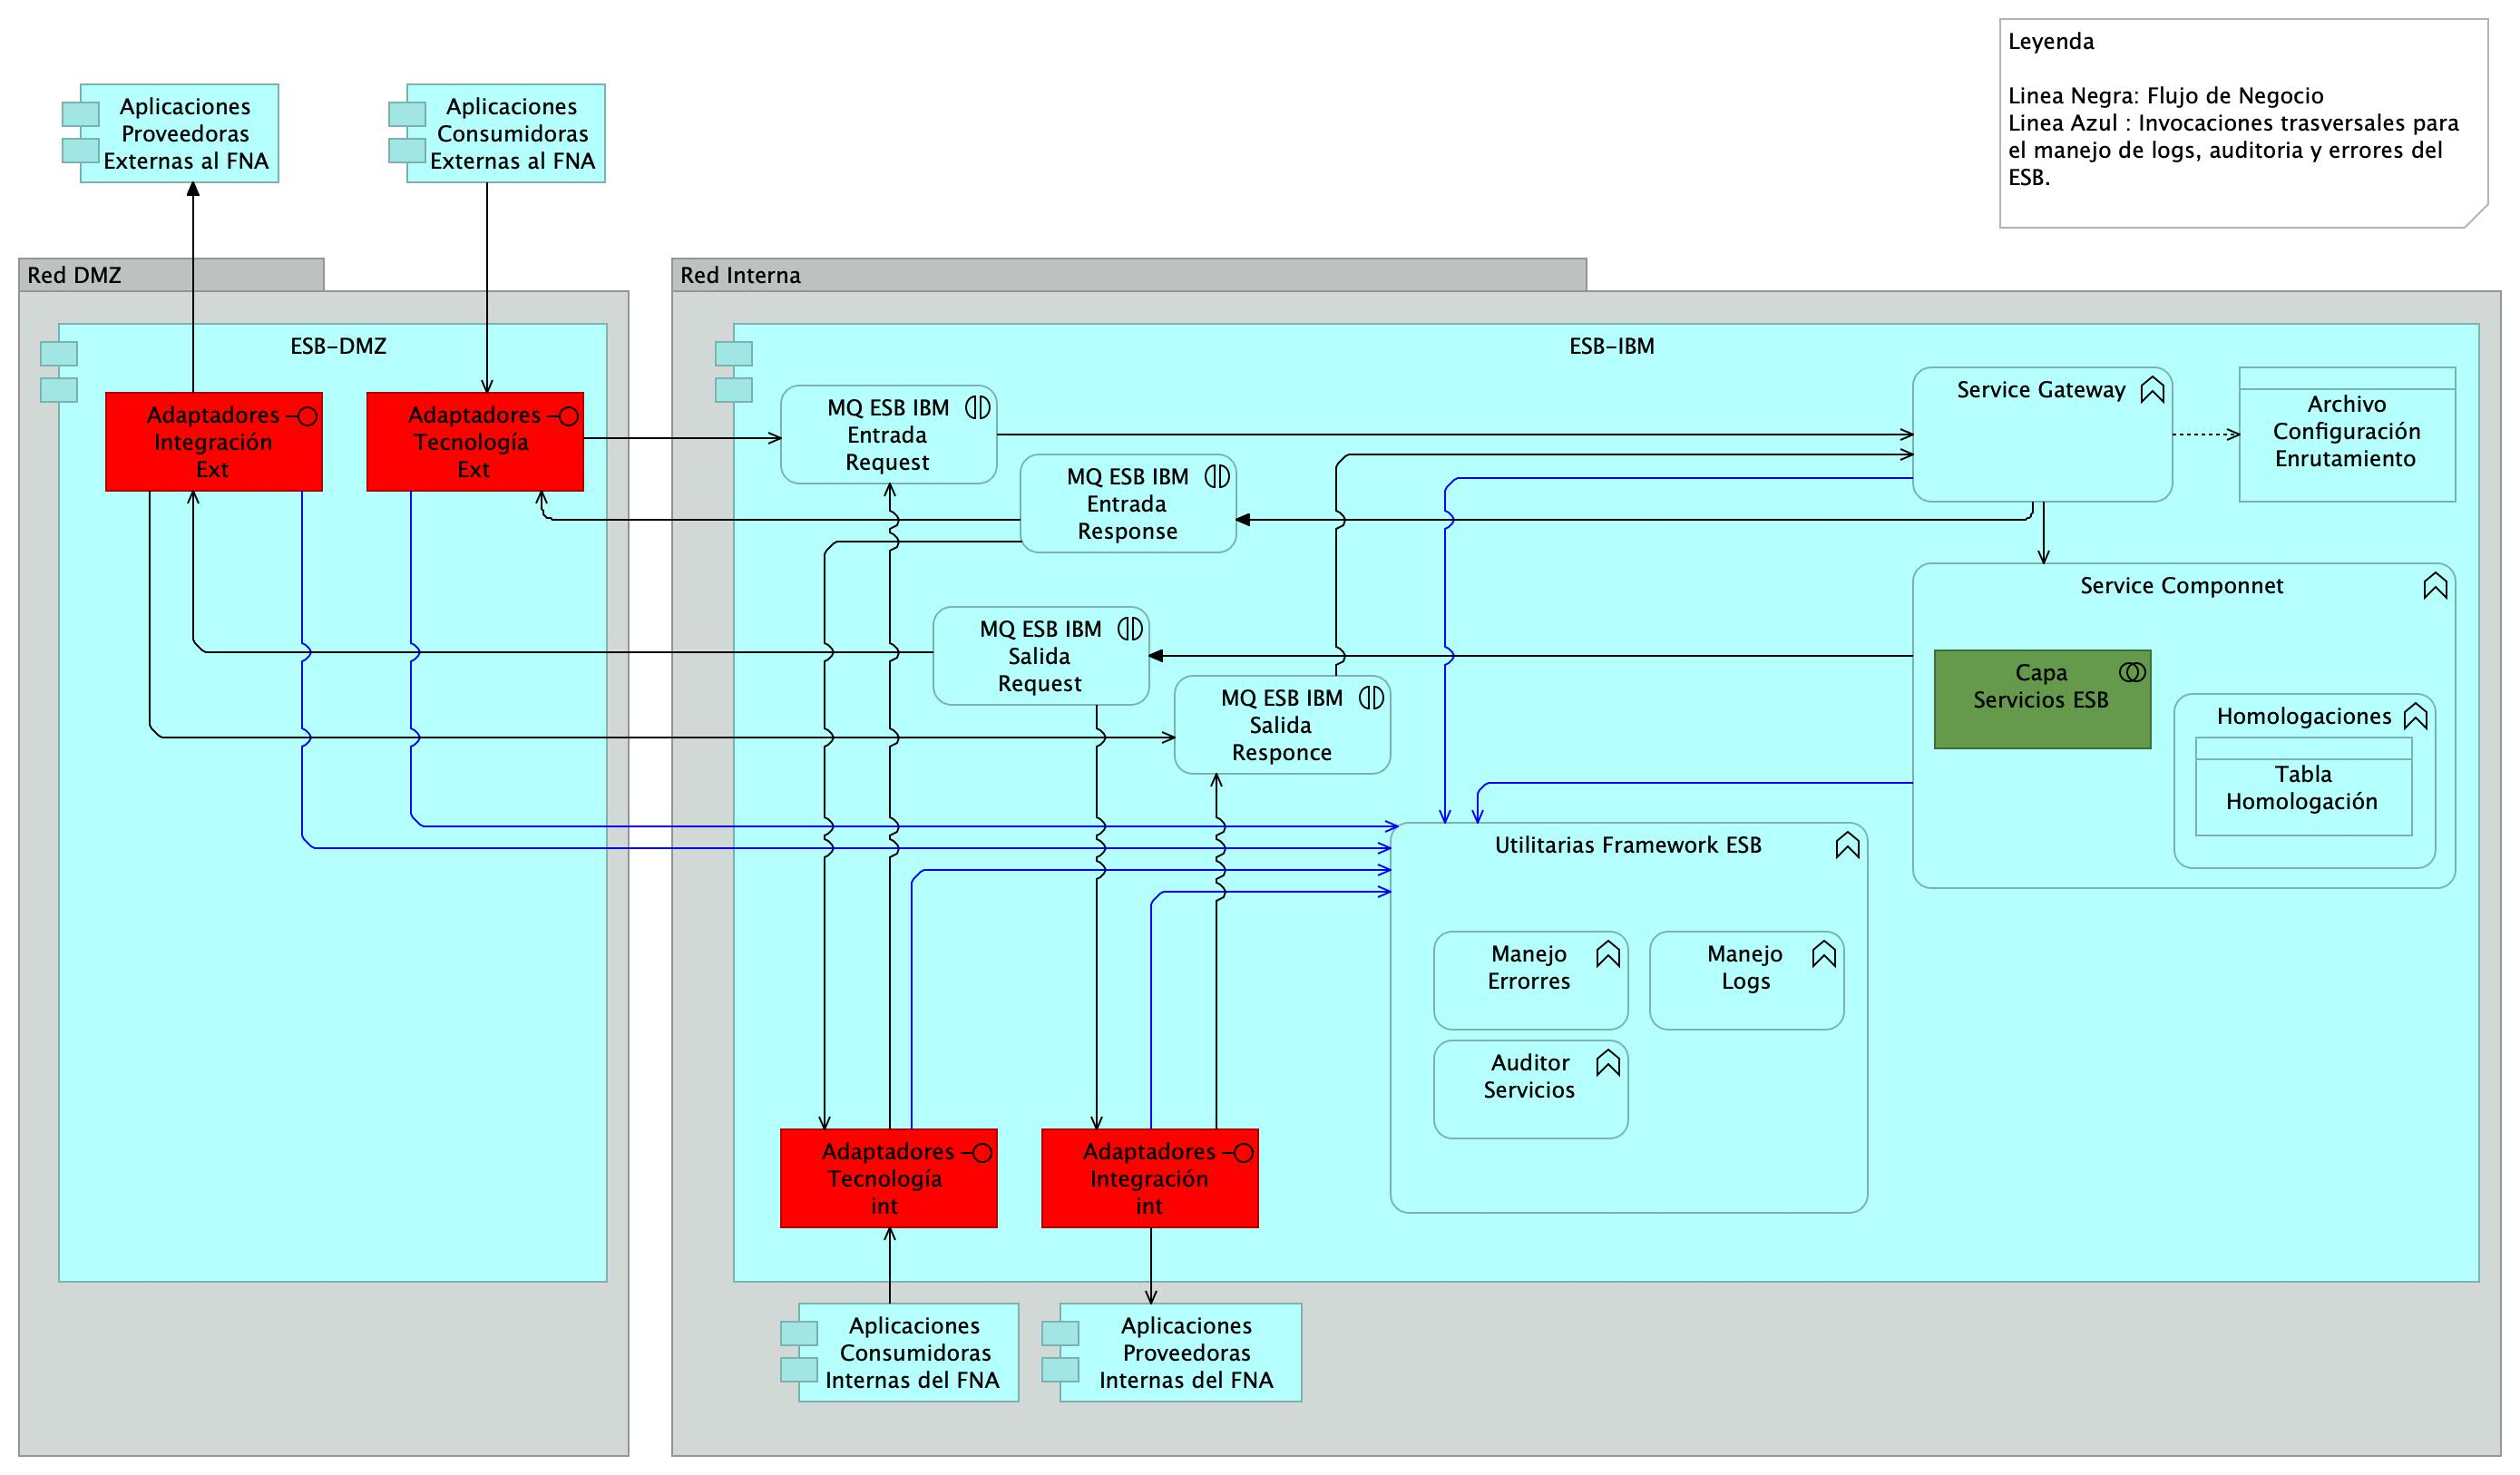 Leyenda
Linea Negra: Flujo de Negocio
Linea Azul : Invocaciones trasversales para
el manejo de logs, auditoria y errores del
ESB.
Aplicaciones
Proveedoras
Externas al FNA
Aplicaciones
Consumidoras
Externas al FNA
Red DMZ
ESB-DMZ
Adaptadores
Integración
Ext
Adaptadores
Tecnología
Ext
Red Interna
ESB-IBM
MQ ESB IBM
Entrada
Request
MQ ESB IBM
Entrada
Response
Service Gateway
Archivo
Configuración
Enrutamiento
MQ ESB IBM
Salida
Request
MQ ESB IBM
Salida
Responce
Service Componnet
Capa
Servicios ESB
Homologaciones
Tabla
Homologación
Utilitarias Framework ESB
Manejo
Errorres
Manejo
Logs
Auditor
Servicios
Adaptadores
Tecnología
int
Adaptadores
Integración
int
Aplicaciones
Consumidoras
Internas del FNA
Aplicaciones
Proveedoras
Internas del FNA